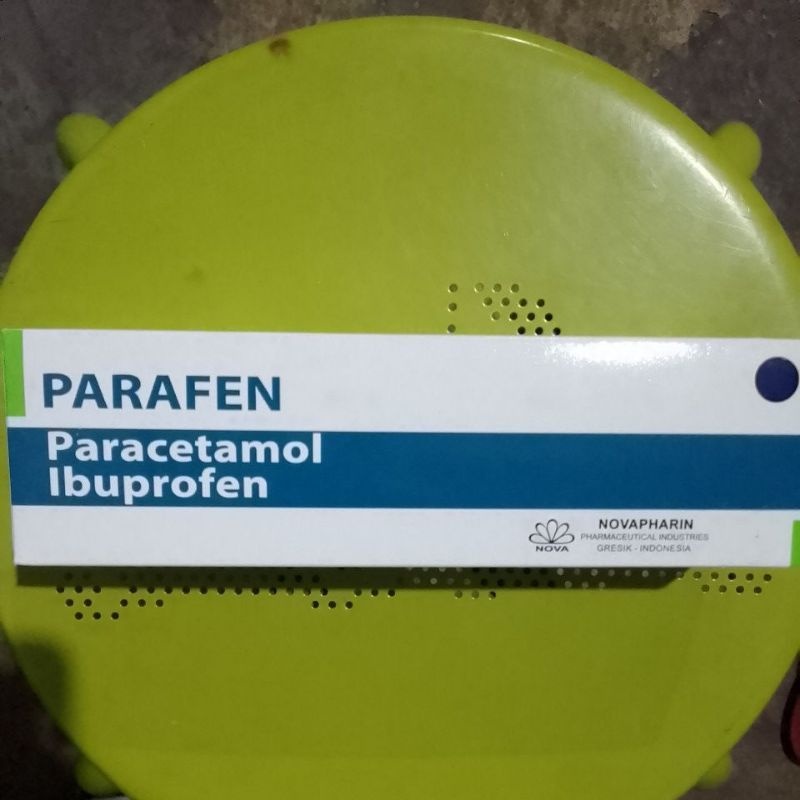 PARAFEN
Paracetamol
Ibuprofen
NOVA
NOVAPHARIN
PHARMACEUTICAL INDUSTRIES
GRESIK - INDONESIA